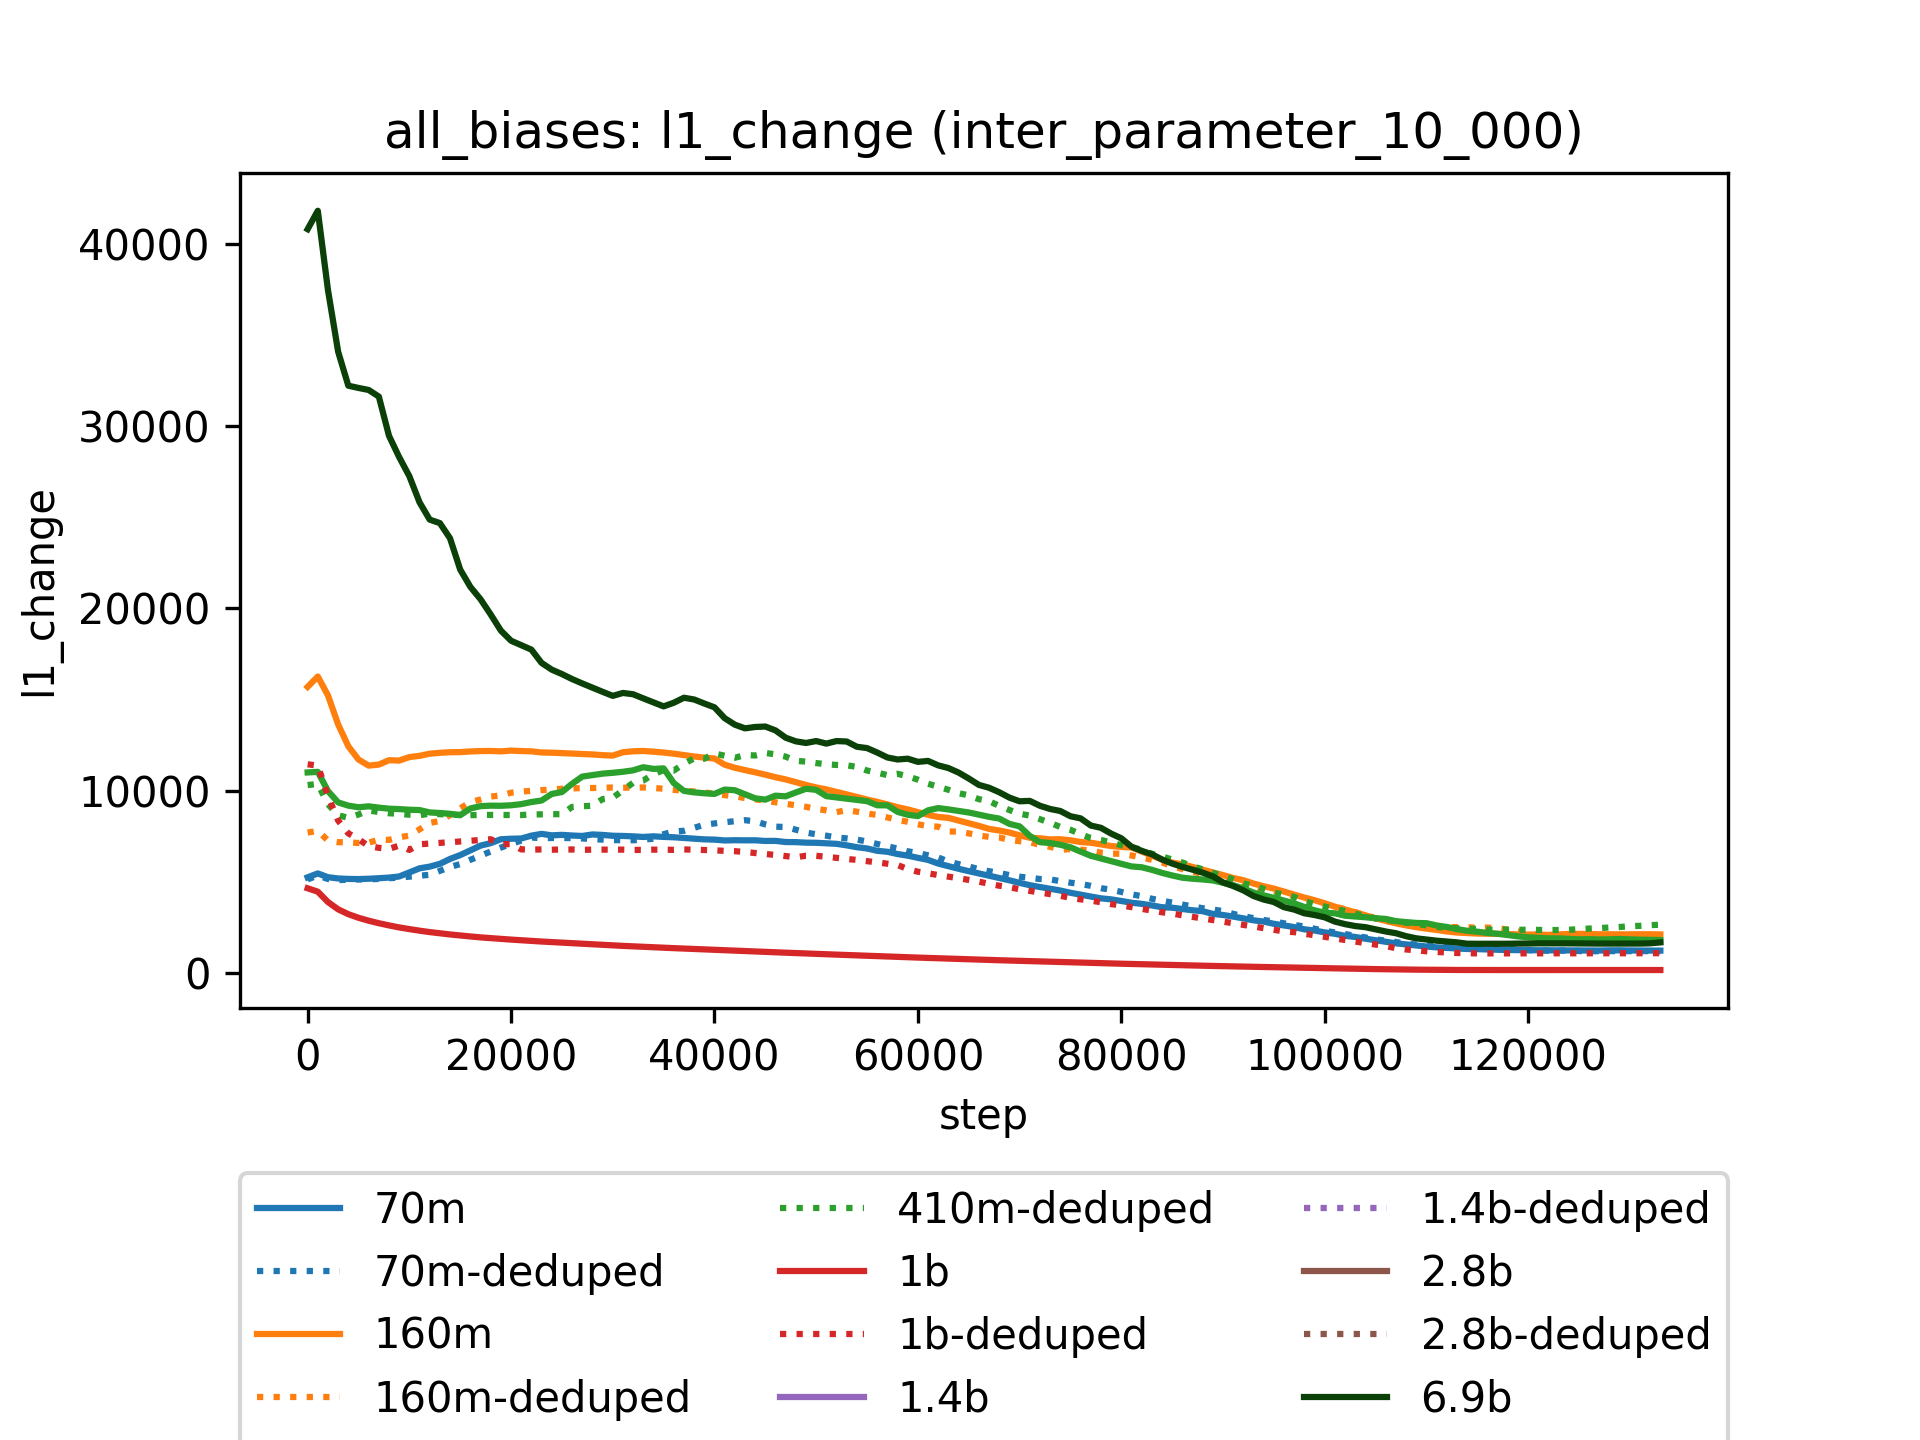 all_biases: l1_change (inter_parameter_10_000)
40000
30000
20000
10000
0
l1_change
0 20000 40000 60000 80000 100000 120000
step
70m 410m-deduped 1.4b-deduped
70m-deduped 1b 2.8b
160m 1b-deduped 2.8b-deduped
160m-deduped 1.4b 6.9b